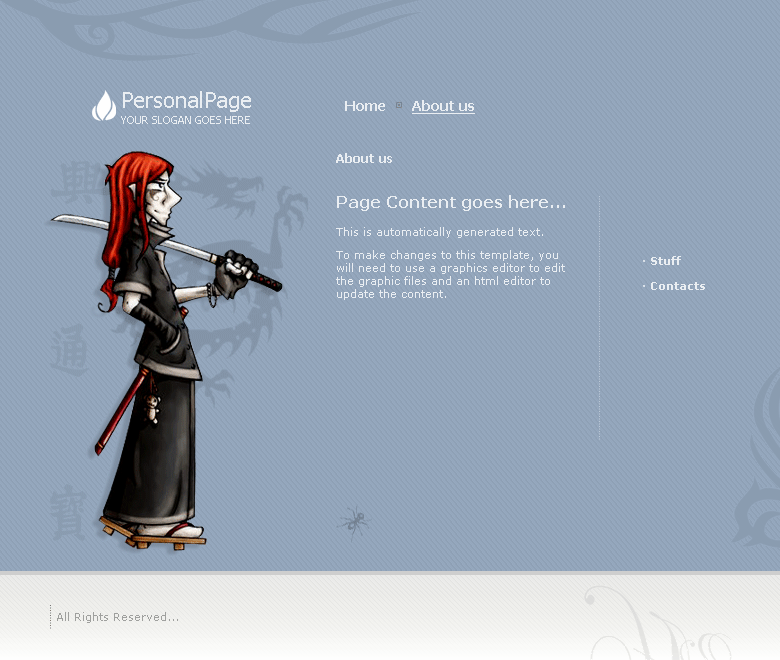 PersonalPage
YOUR SLOGAN GOES HERE
Home
About us
About us
Page Content goes here...
This is automatically generated text.
To make changes to this template, you
will need to use a graphics editor to edit
the graphic files and an html editor to
update the content.
· Stuff
· Contacts
興
通
寶
All Rights Reserved...